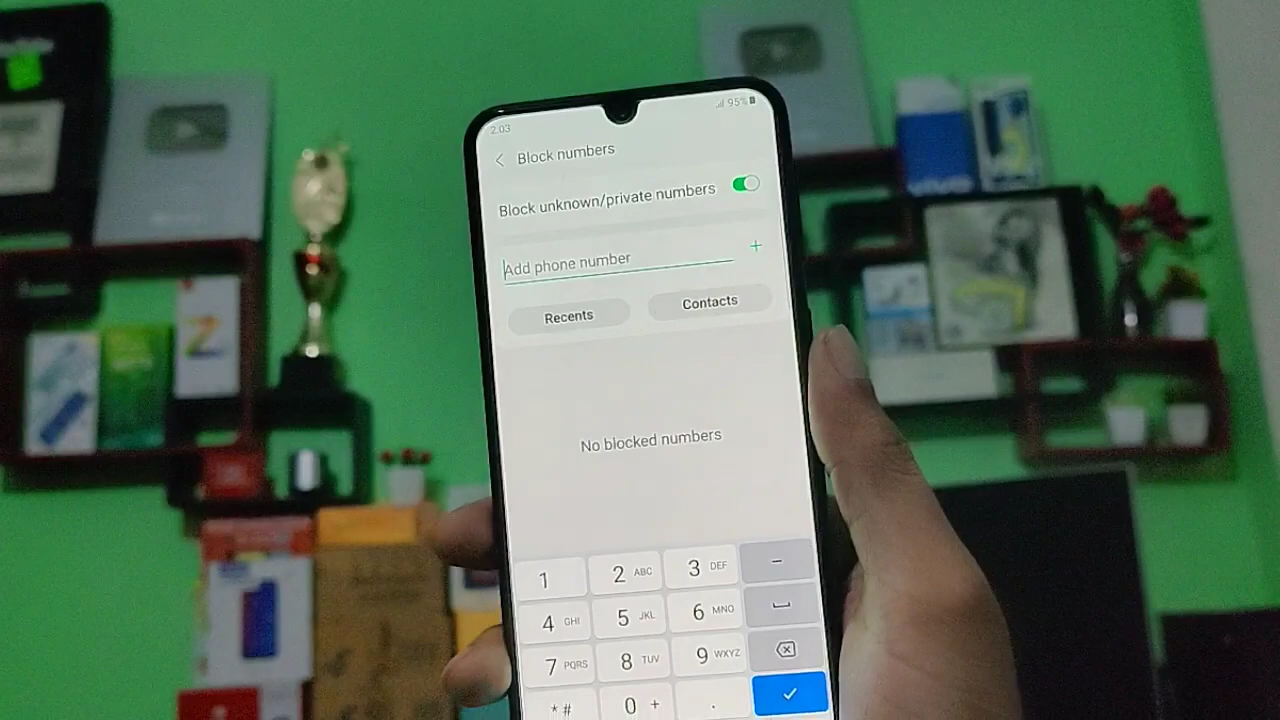 2.03
95%
Block numbers
Block unknown/private numbers
Add phone number
Recents
Contacts
No blocked numbers
1
2 ABC
3 DEF
-
4 GHI
5 JKL
6 MNO
7 PQRS
8 TUV
9 WXYZ
* #
0 +
.
vivo
Z